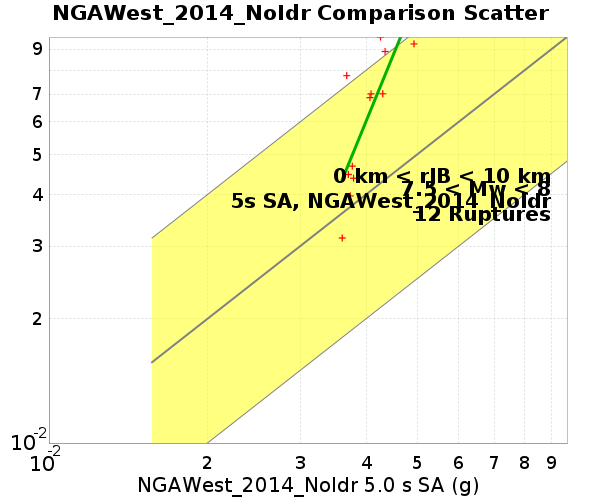 NGAWest_2014_NoIdr Comparison Scatter
9
7
6
5
4
3
2
10-2
0 km < rJB < 10 km
7.5 < Mw < 8
5s SA, NGAWest_2014_NoIdr
12 Ruptures
10-2 2 3 4 5 6 7 8 9
NGAWest_2014_NoIdr 5.0 s SA (g)